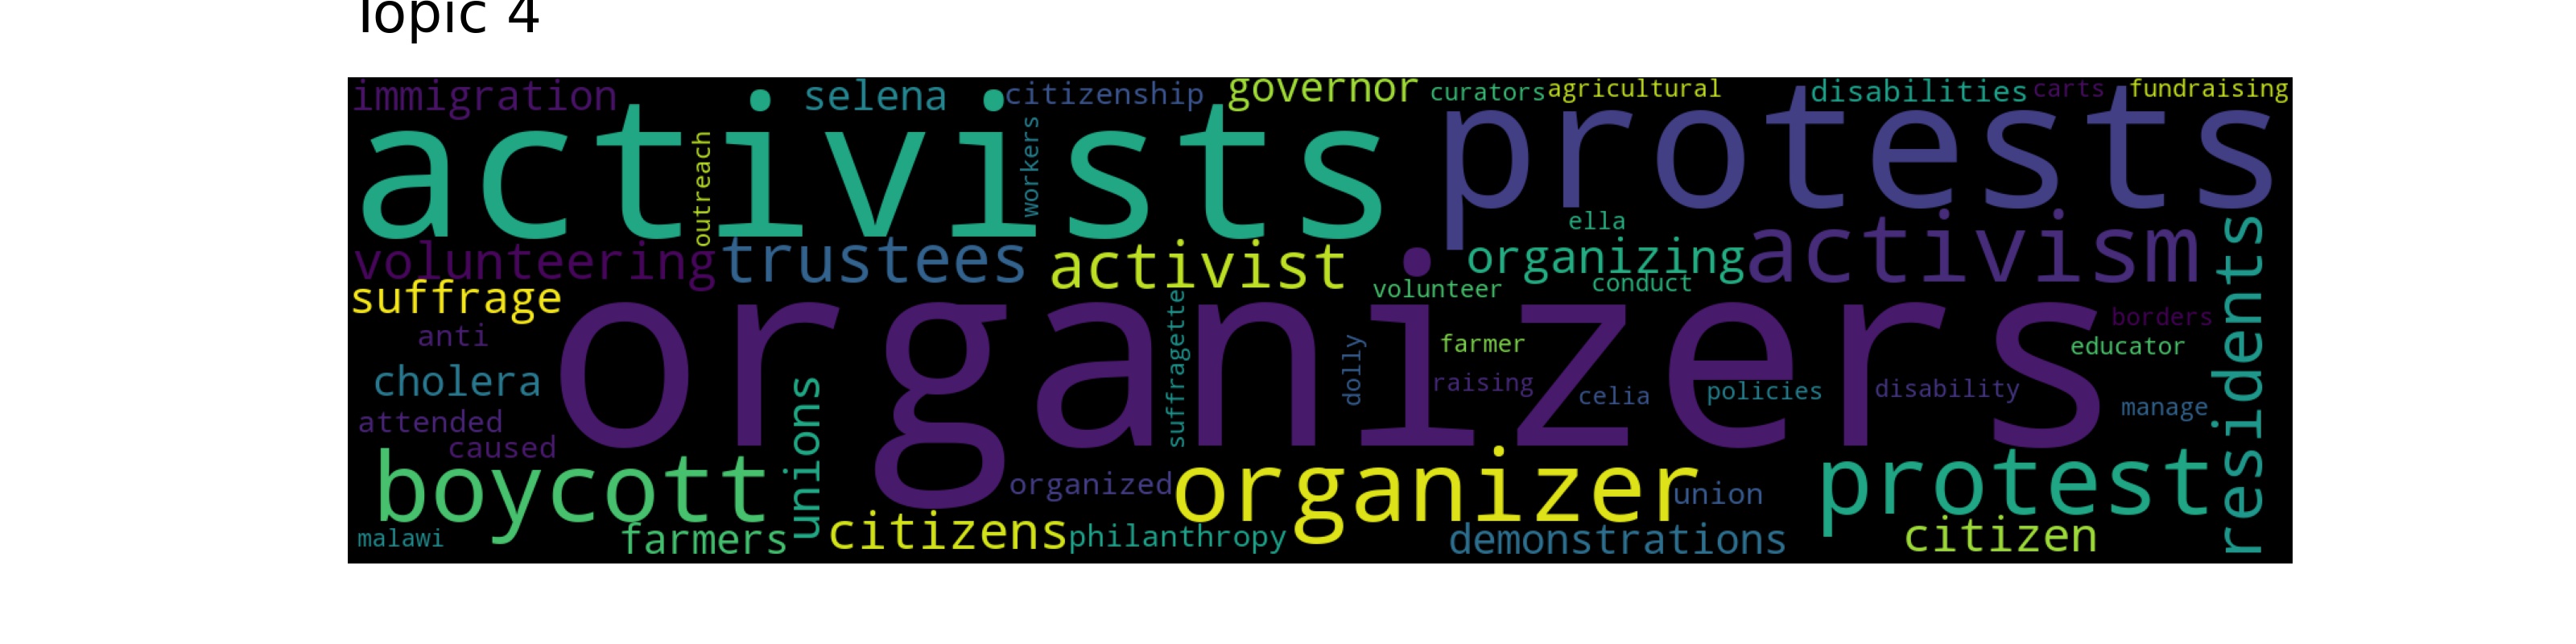 Topic 4
immigration
selena
citizenship
governor
curators
agricultural
disabilities
carts
fundraising
activists
protests
outreach
workers
ella
volunteering
trustees
activist
organizing
activism
residents
suffrage
volunteer
conduct
organizers
anti
suffragette
dolly
farmer
borders
educator
cholera
raising
celia
policies
disability
manage
attended
caused
unions
boycott
organized
organizer
union
protest
malawi
farmers
citizens
philanthropy
demonstrations
citizen